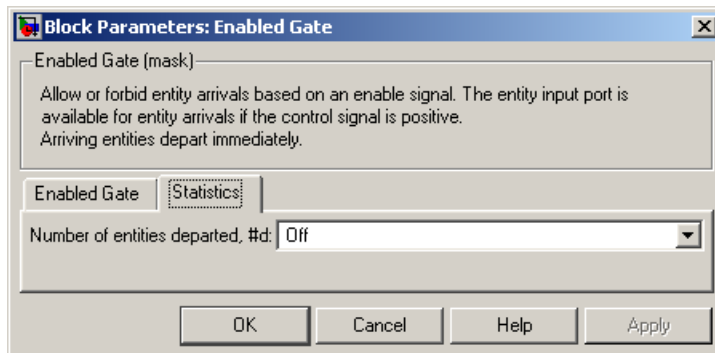 Block Parameters: Enabled Gate
Enabled Gate (mask)
Allow or forbid entity arrivals based on an enable signal. The entity input port is
available for entity arrivals if the control signal is positive.
Arriving entities depart immediately.
Enabled Gate Statistics
Number of entities departed, #d: Off
OK Cancel Help Apply